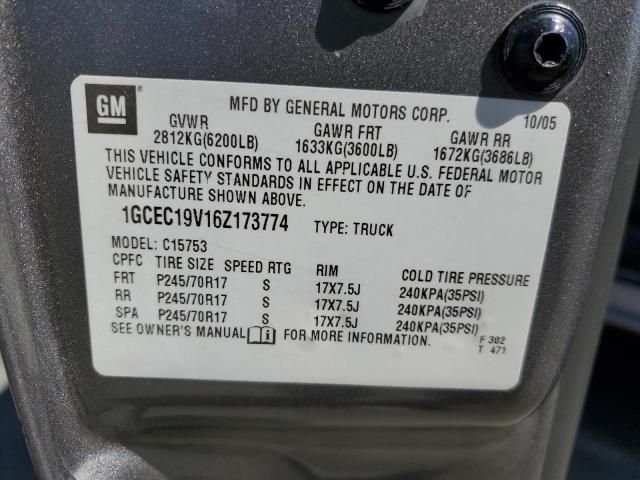 GM
MFD BY GENERAL MOTORS CORP. 10/05
GVWR GAWR FRT GAWR RR
2812KG(6200LB) 1633KG(3600LB) 1672KG(3686LB)
THIS VEHICLE CONFORMS TO ALL APPLICABLE U.S. FEDERAL MOTOR
VEHICLE SAFETY STANDARDS IN EFFECT ON THE DATE OF
MANUFACTURE SHOWN ABOVE.
1GCEC19V16Z173774 TYPE: TRUCK
MODEL: C15753
CPFC TIRE SIZE SPEED RTG RIM COLD TIRE PRESSURE
FRT P245/70R17 S 17X7.5J 240KPA(35PSI)
RR P245/70R17 S 17X7.5J 240KPA(35PSI)
SPA P245/70R17 S 17X7.5J 240KPA(35PSI)
SEE OWNER'S MANUAL FOR MORE INFORMATION.
F 302
T 471